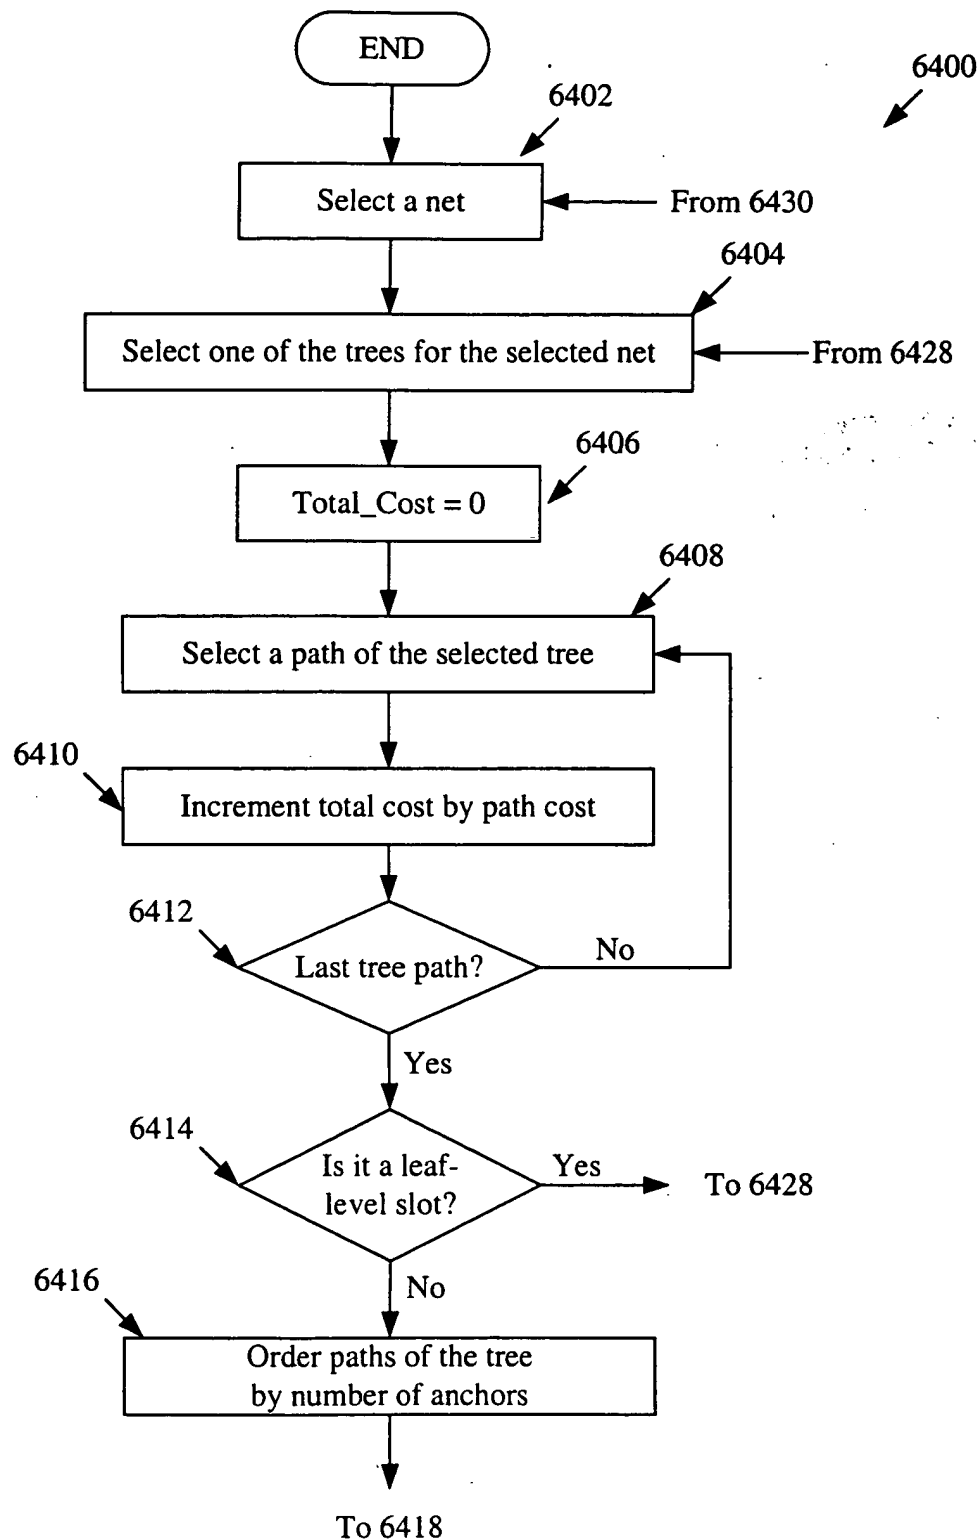 END
6400
6402
Select a net
From 6430
6404
Select one of the trees for the selected net
From 6428
6406
Total_Cost = 0
6408
Select a path of the selected tree
6410
Increment total cost by path cost
6412
Last tree path?
No
Yes
6414
Is it a leaf-
level slot?
Yes
To 6428
No
6416
Order paths of the tree
by number of anchors
To 6418